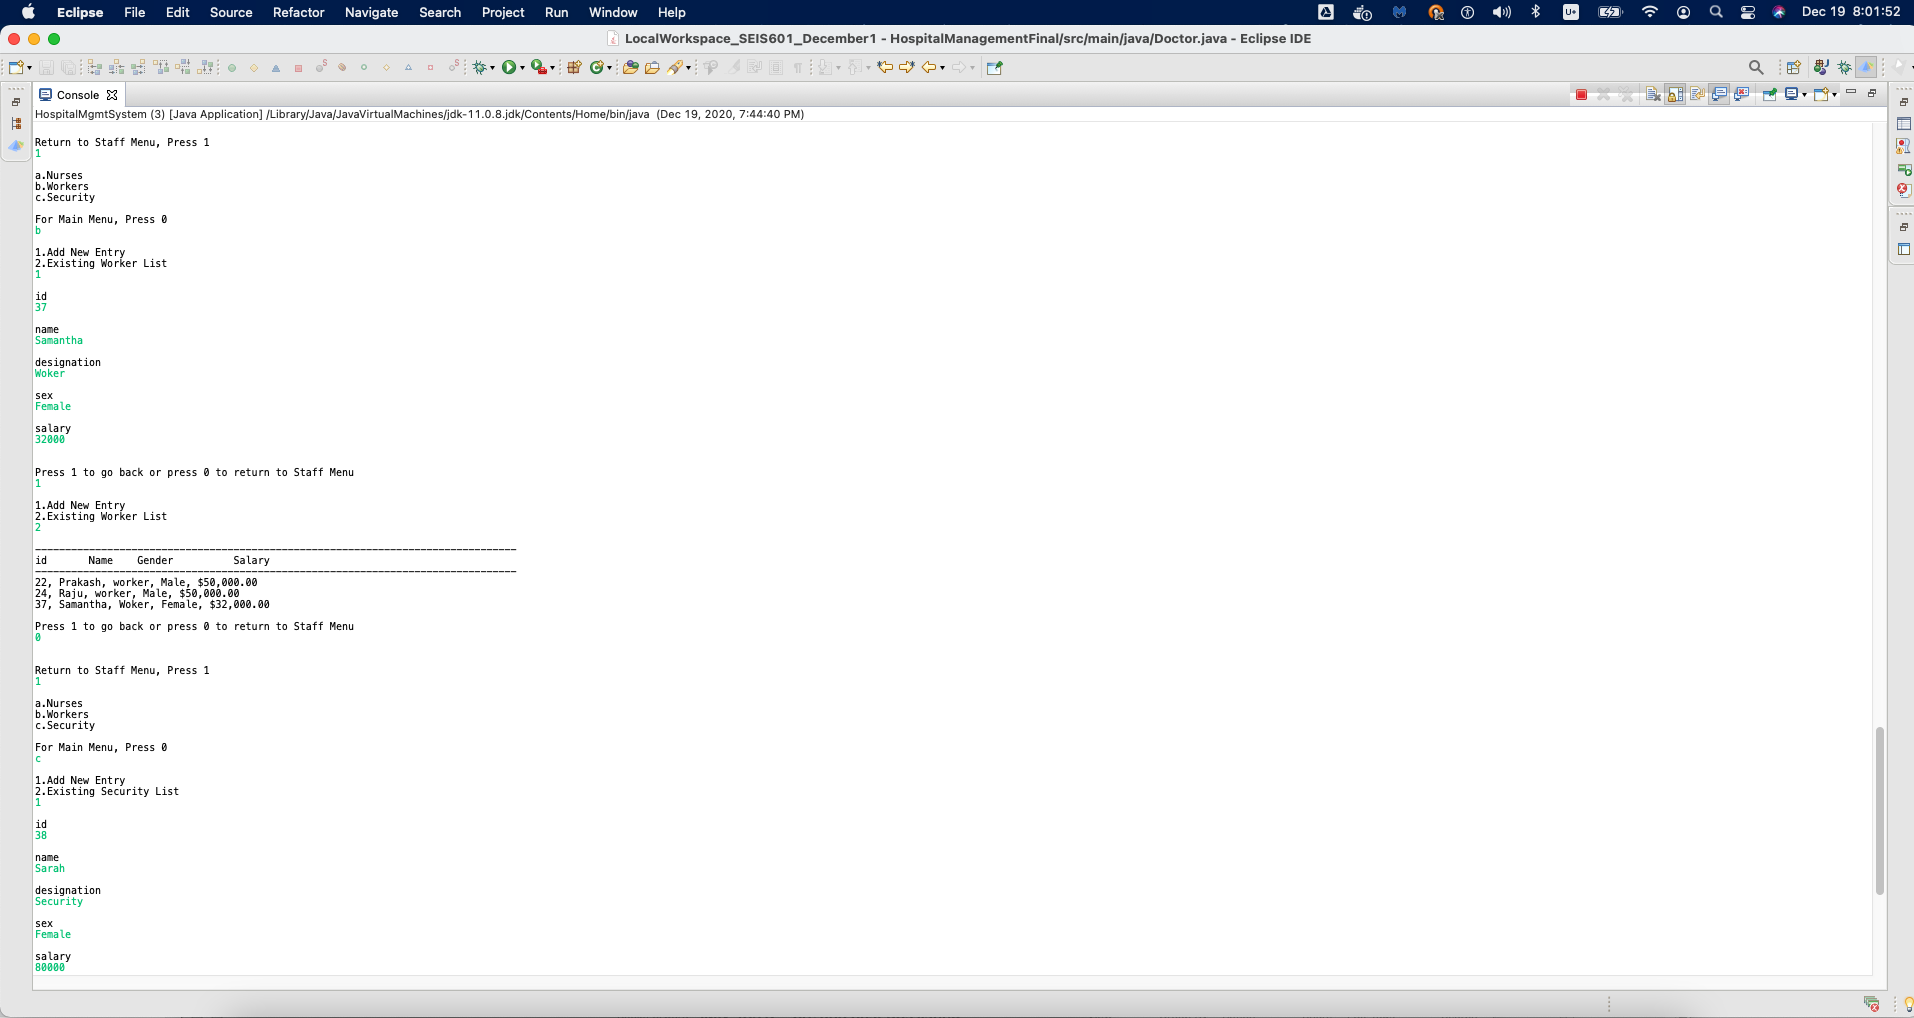 Eclipse File Edit Source Refactor Navigate Search Project Run Window Help Dec 19 8:01:52
LocalWorkspace_SEIS601_December1 - HospitalManagementFinal/src/main/java/Doctor.java - Eclipse IDE
Console
HospitalMgmtSystem (3) [Java Application] /Library/Java/JavaVirtualMachines/jdk-11.0.8.jdk/Contents/Home/bin/java (Dec 19, 2020, 7:44:40 PM)
Return to Staff Menu, Press 1
1
a.Nurses
b.Workers
c.Security
For Main Menu, Press 0
b
1.Add New Entry
2.Existing Worker List
1
id
37
name
Samantha
designation
Woker
sex
Female
salary
32000
Press 1 to go back or press 0 to return to Staff Menu
1
1.Add New Entry
2.Existing Worker List
2
id Name Gender Salary
22, Prakash, worker, Male, $50,000.00
24, Raju, worker, Male, $50,000.00
37, Samantha, Woker, Female, $32,000.00
Press 1 to go back or press 0 to return to Staff Menu
0
Return to Staff Menu, Press 1
1
a.Nurses
b.Workers
c.Security
For Main Menu, Press 0
c
1.Add New Entry
2.Existing Security List
1
id
38
name
Sarah
designation
Security
sex
Female
salary
80000